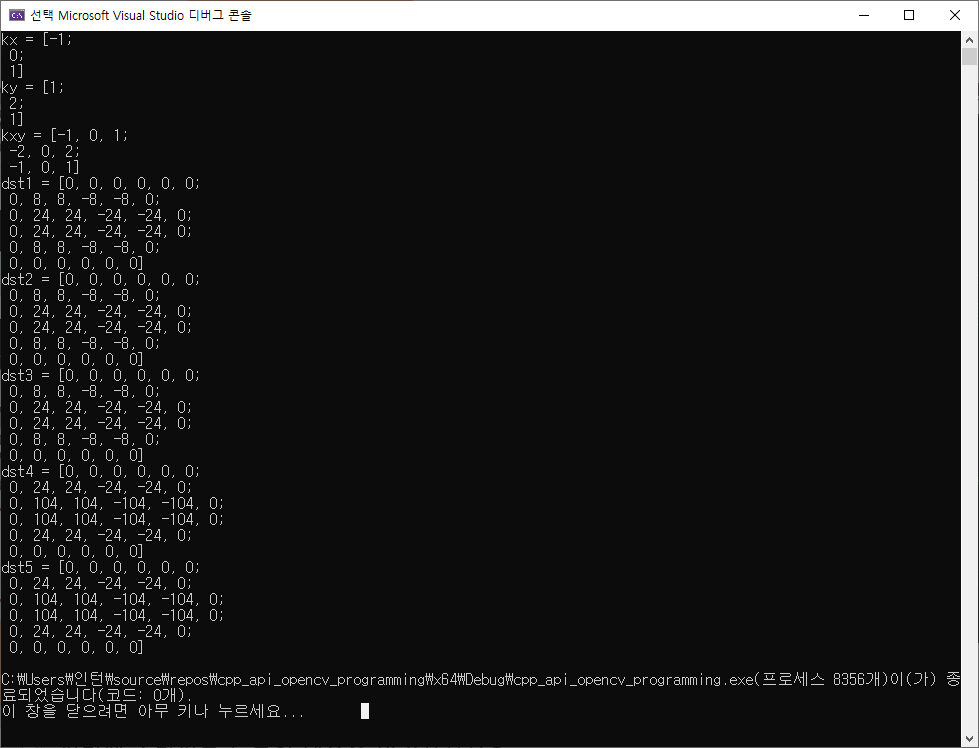 선택 Microsoft Visual Studio 디버그 콘솔
kx = [-1;
 0;
 1]
ky = [1;
 2;
 1]
kxy = [-1, 0, 1;
 -2, 0, 2;
 -1, 0, 1]
dst1 = [0, 0, 0, 0, 0, 0;
 0, 8, 8, -8, -8, 0;
 0, 24, 24, -24, -24, 0;
 0, 24, 24, -24, -24, 0;
 0, 8, 8, -8, -8, 0;
 0, 0, 0, 0, 0, 0]
dst2 = [0, 0, 0, 0, 0, 0;
 0, 8, 8, -8, -8, 0;
 0, 24, 24, -24, -24, 0;
 0, 24, 24, -24, -24, 0;
 0, 8, 8, -8, -8, 0;
 0, 0, 0, 0, 0, 0]
dst3 = [0, 0, 0, 0, 0, 0;
 0, 8, 8, -8, -8, 0;
 0, 24, 24, -24, -24, 0;
 0, 24, 24, -24, -24, 0;
 0, 8, 8, -8, -8, 0;
 0, 0, 0, 0, 0, 0]
dst4 = [0, 0, 0, 0, 0, 0;
 0, 24, 24, -24, -24, 0;
 0, 104, 104, -104, -104, 0;
 0, 104, 104, -104, -104, 0;
 0, 24, 24, -24, -24, 0;
 0, 0, 0, 0, 0, 0]
dst5 = [0, 0, 0, 0, 0, 0;
 0, 24, 24, -24, -24, 0;
 0, 104, 104, -104, -104, 0;
 0, 104, 104, -104, -104, 0;
 0, 24, 24, -24, -24, 0;
 0, 0, 0, 0, 0, 0]
C:₩Users₩인턴₩source₩repos₩cpp_api_opencv_programming₩x64₩Debug₩cpp_api_opencv_programming.exe(프로세스 8356개)이(가) 종
료되었습니다(코드: 0개).
이 창을 닫으려면 아무 키나 누르세요...